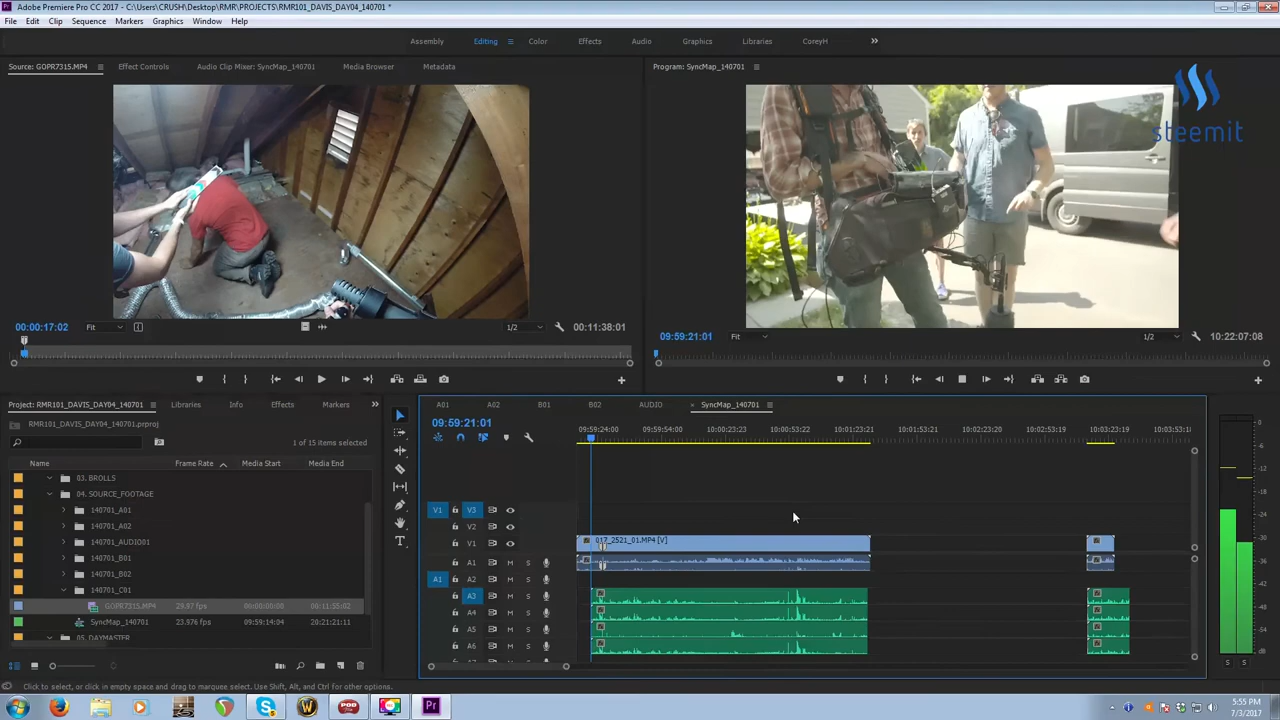 Adobe Premiere Pro CC 2017 - C:\Users\CRUSH\Desktop\RMR\PROJECTS\RMR101_DAVIS_DAY04_140701 *
File Edit Clip Sequence Markers Graphics Window Help
Assembly Editing Color Effects Audio Graphics Libraries CoreyH
Source: GOPR7315.MP4 Effect Controls Audio Clip Mixer: SyncMap_140701 Media Browser Metadata
Program: SyncMap_140701
steemit
00:00:17:02 Fit 1/2 00:11:38:01
09:59:21:01 Fit 1/2 10:22:07:08
Project: RMR101_DAVIS_DAY04_140701 Libraries Info Effects Markers
RMR101_DAVIS_DAY04_140701.prproj
1 of 15 items selected
Name Frame Rate Media Start Media End
03. BROLLS
04. SOURCE_FOOTAGE
140701_A01
140701_A02
140701_AUDIO01
140701_B01
140701_B02
140701_C01
GOPR7315.MP4 29.97 fps 00:00:00:00 00:11:55:02
SyncMap_140701 23.976 fps 09:59:14:04 20:21:21:11
05. DAYMASTER
A01 A02 B01 B02 AUDIO × SyncMap_140701
09:59:21:01
09:59:24:00 09:59:54:00 10:00:23:23 10:00:53:22 10:01:23:21 10:01:53:21 10:02:23:20 10:02:53:20 10:03:23:19 10:03:53:1
V1 V3
V2
V1 017_2521_01.MP4 [V]
A1 M S
A1 A2 M S
A3 M S
A4 M S
A5 M S
A6 M S
S S
Click to select, or click in empty space and drag to marquee select. Use Shift, Alt, and Ctrl for other options.
5:55 PM
7/3/2017